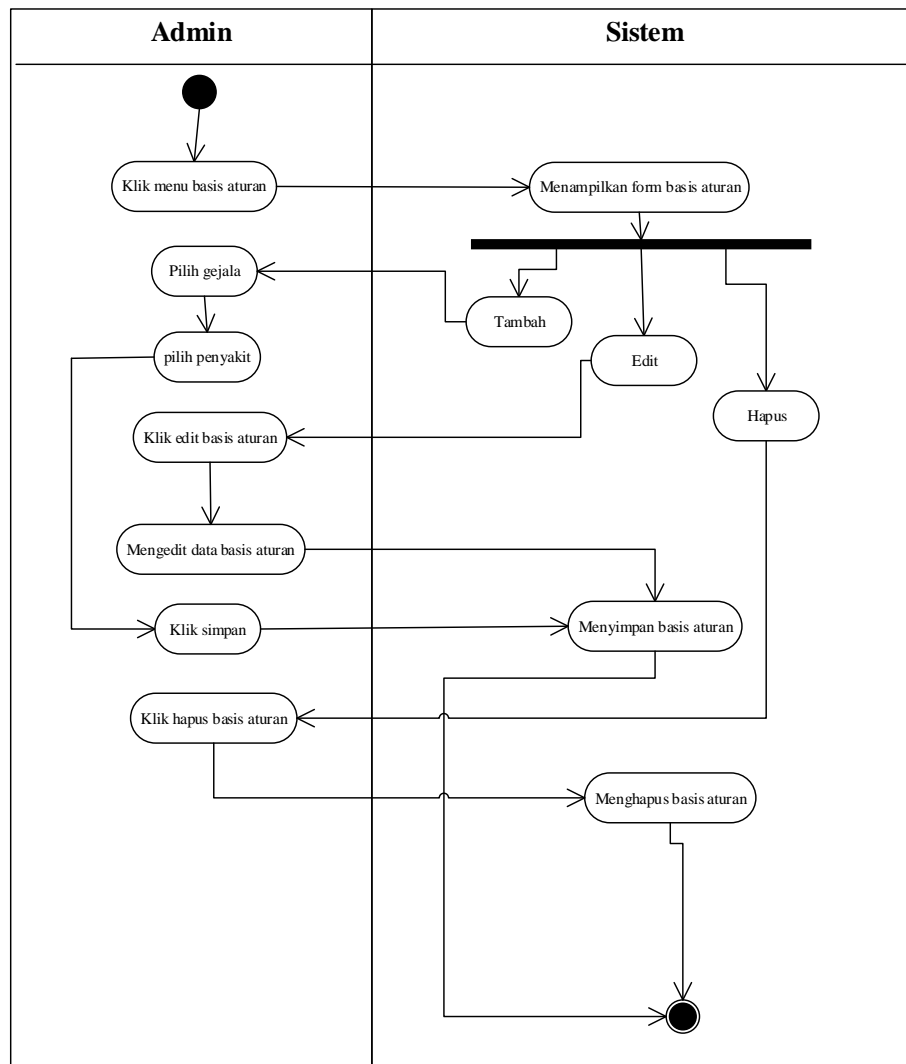 Admin
Sistem
Klik menu basis aturan
Menampilkan form basis aturan
Pilih gejala
Tambah
pilih penyakit
Edit
Hapus
Klik edit basis aturan
Mengedit data basis aturan
Klik simpan
Menyimpan basis aturan
Klik hapus basis aturan
Menghapus basis aturan